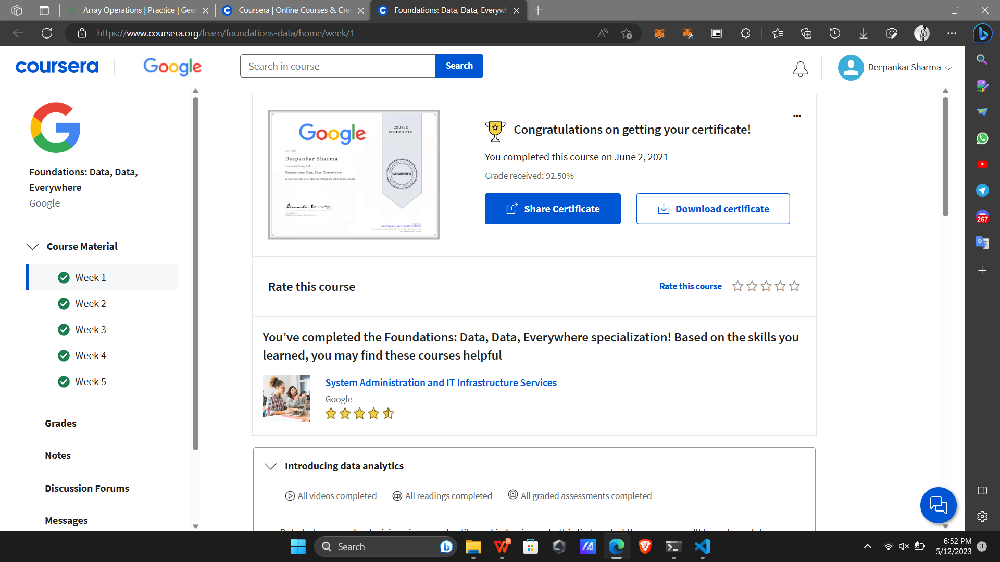 Array Operations | Practice | Geek
Coursera | Online Courses & Cre
Foundations: Data, Data, Everywh
https://www.coursera.org/learn/foundations-data/home/week/1
coursera
Google
Search in course
Search
Deepankar Sharma
Foundations: Data, Data,
Everywhere
Google
Course Material
Week 1
Week 2
Week 3
Week 4
Week 5
Grades
Notes
Discussion Forums
Messages
Google
COURSE
CERTIFICATE
Deepankar Sharma
has successfully completed
Foundations: Data, Data, Everywhere
coursera
Congratulations on getting your certificate!
You completed this course on June 2, 2021
Grade received: 92.50%
Share Certificate
Download certificate
Rate this course
Rate this course
You’ve completed the Foundations: Data, Data, Everywhere specialization! Based on the skills you
learned, you may find these courses helpful
System Administration and IT Infrastructure Services
Google
Introducing data analytics
All videos completed
All readings completed
All graded assessments completed
267
Search
6:52 PM
5/12/2023
3